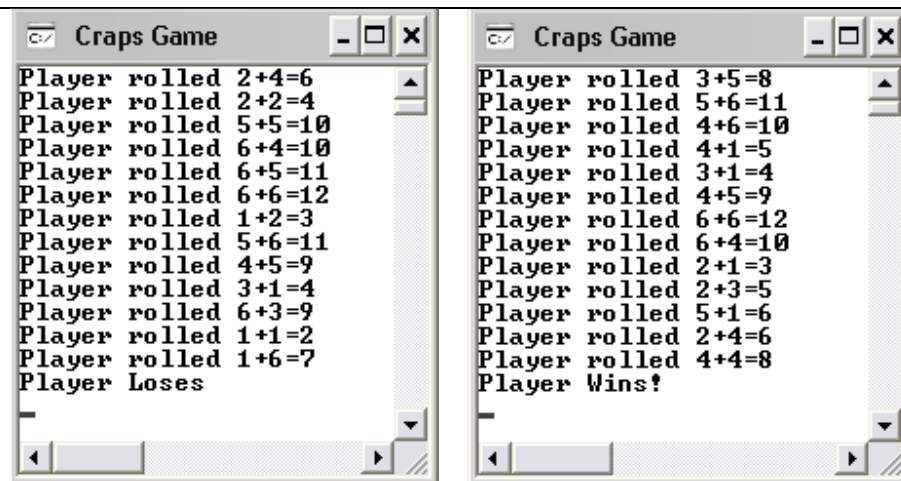 Craps Game
Player rolled 2+4=6
Player rolled 2+2=4
Player rolled 5+5=10
Player rolled 6+4=10
Player rolled 6+5=11
Player rolled 6+6=12
Player rolled 1+2=3
Player rolled 5+6=11
Player rolled 4+5=9
Player rolled 3+1=4
Player rolled 6+3=9
Player rolled 1+1=2
Player rolled 1+6=7
Player Loses
Craps Game
Player rolled 3+5=8
Player rolled 5+6=11
Player rolled 4+6=10
Player rolled 4+1=5
Player rolled 3+1=4
Player rolled 4+5=9
Player rolled 6+6=12
Player rolled 6+4=10
Player rolled 2+1=3
Player rolled 2+3=5
Player rolled 5+1=6
Player rolled 2+4=6
Player rolled 4+4=8
Player Wins!